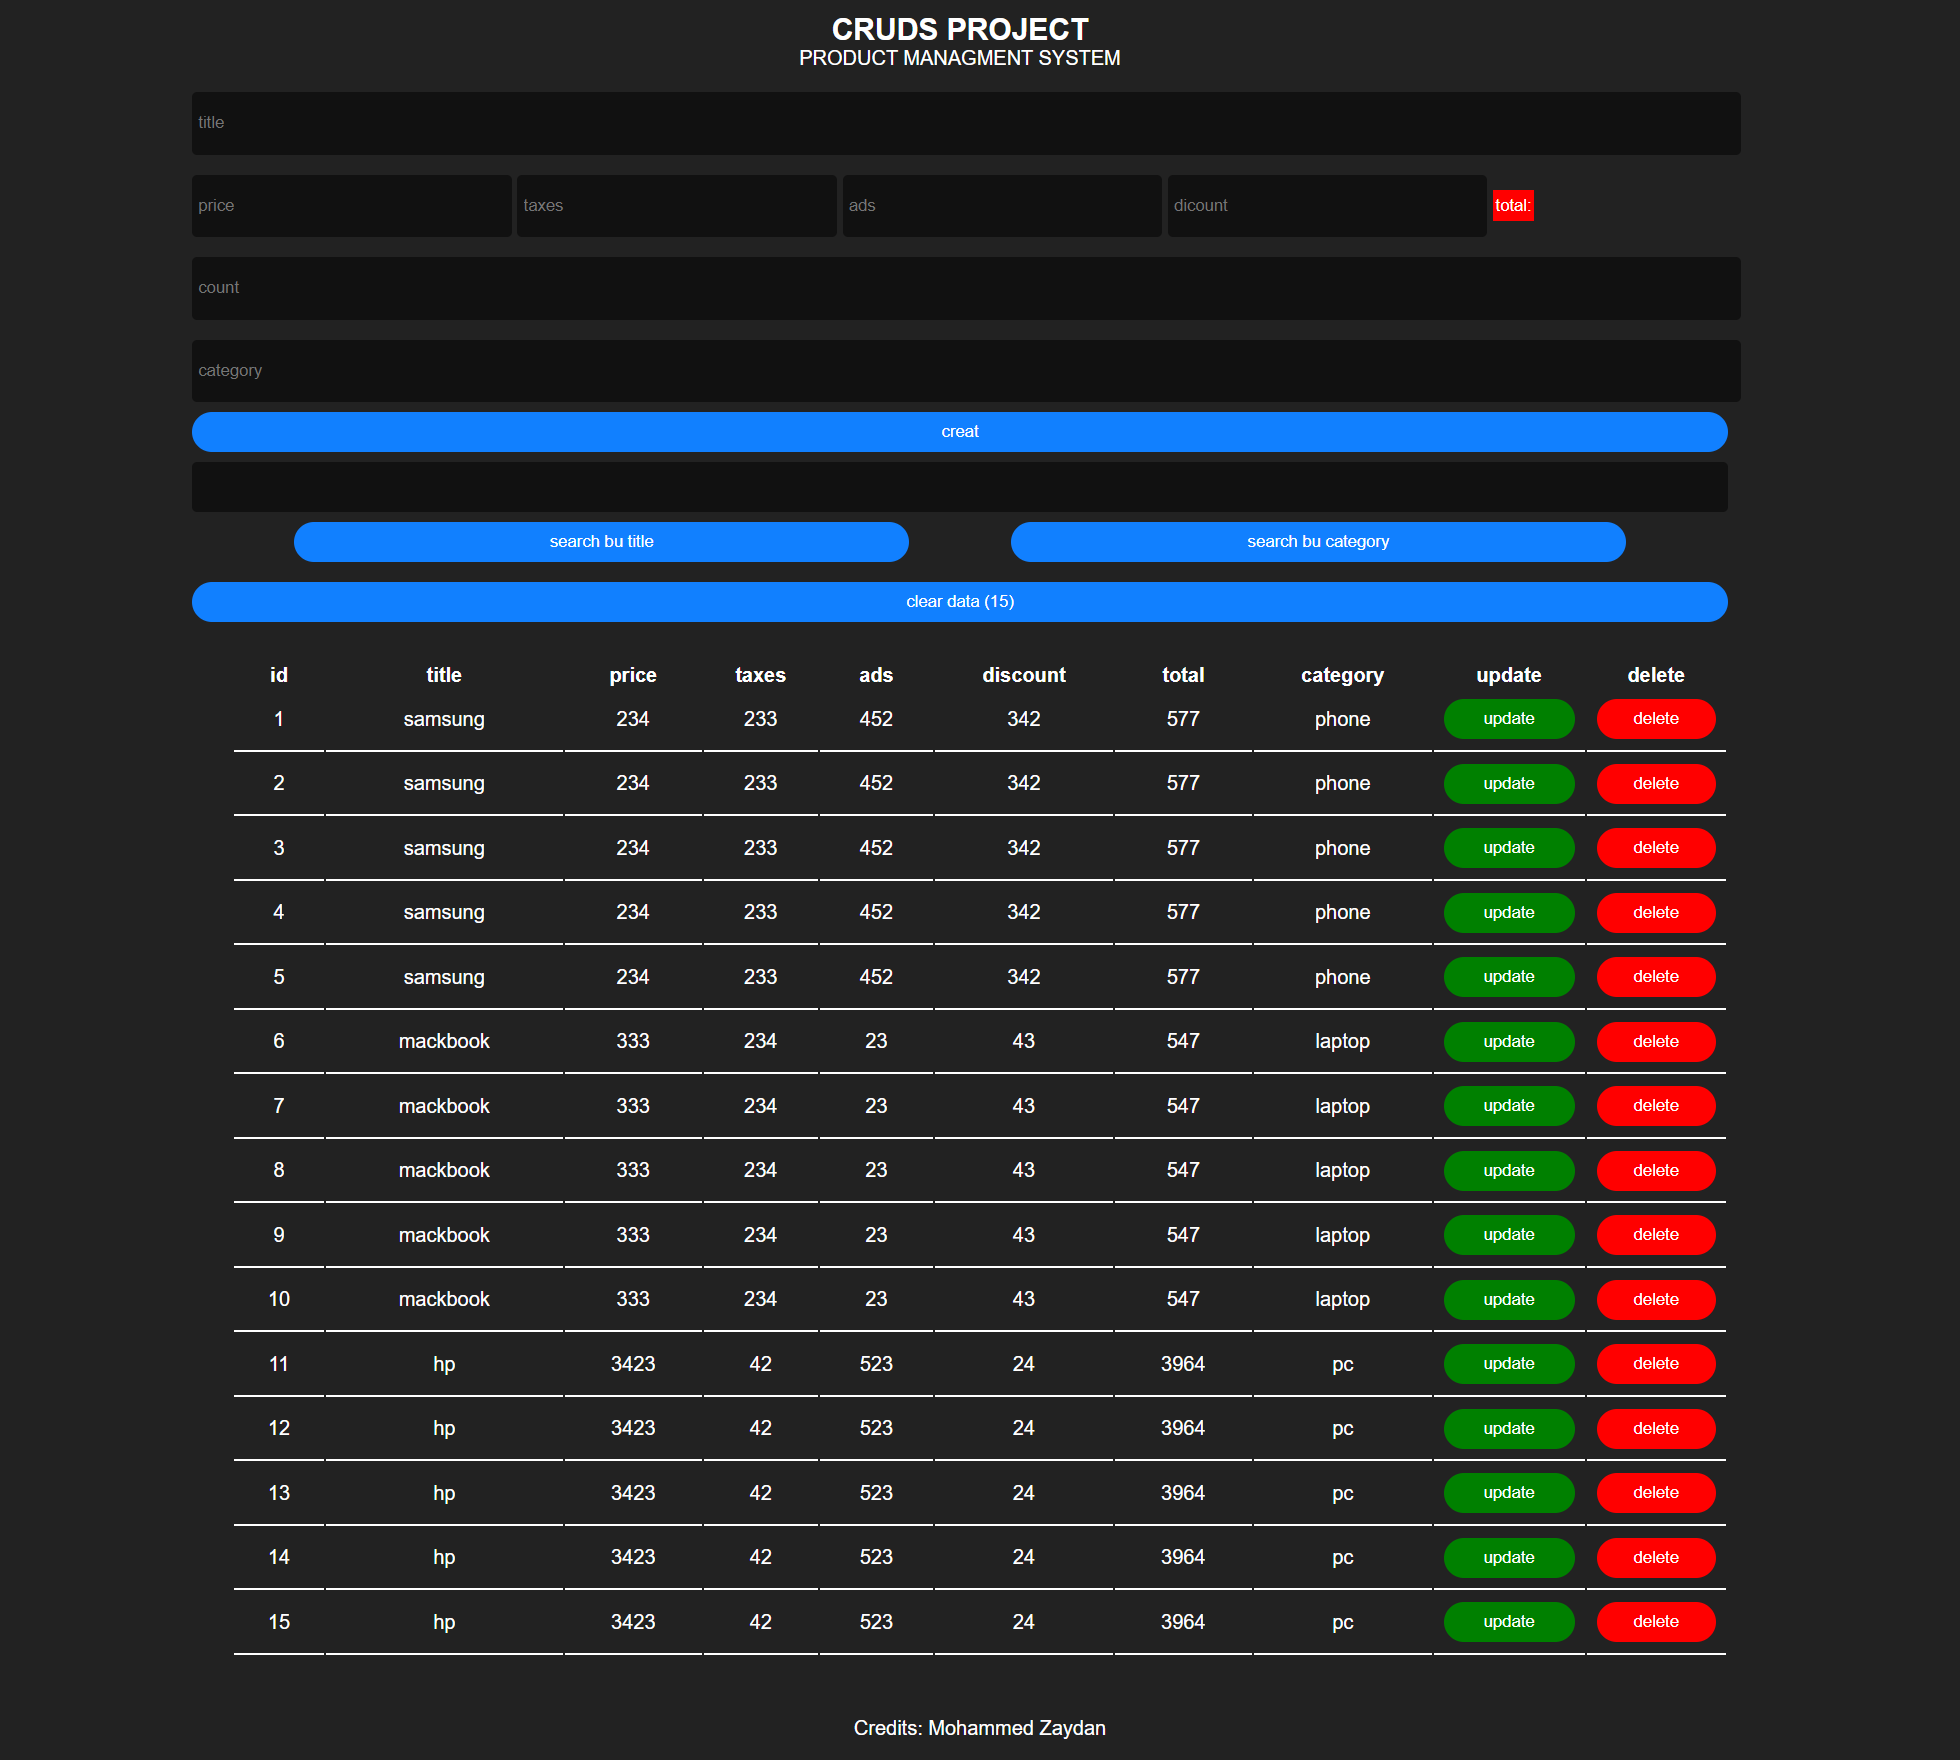 CRUDS PROJECT
PRODUCT MANAGMENT SYSTEM
title
price taxes ads dicount total:
count
category
creat
search bu title search bu category
clear data (15)
id title price taxes ads discount total category update delete
1 samsung 234 233 452 342 577 phone update delete
2 samsung 234 233 452 342 577 phone update delete
3 samsung 234 233 452 342 577 phone update delete
4 samsung 234 233 452 342 577 phone update delete
5 samsung 234 233 452 342 577 phone update delete
6 mackbook 333 234 23 43 547 laptop update delete
7 mackbook 333 234 23 43 547 laptop update delete
8 mackbook 333 234 23 43 547 laptop update delete
9 mackbook 333 234 23 43 547 laptop update delete
10 mackbook 333 234 23 43 547 laptop update delete
11 hp 3423 42 523 24 3964 pc update delete
12 hp 3423 42 523 24 3964 pc update delete
13 hp 3423 42 523 24 3964 pc update delete
14 hp 3423 42 523 24 3964 pc update delete
15 hp 3423 42 523 24 3964 pc update delete
Credits: Mohammed Zaydan